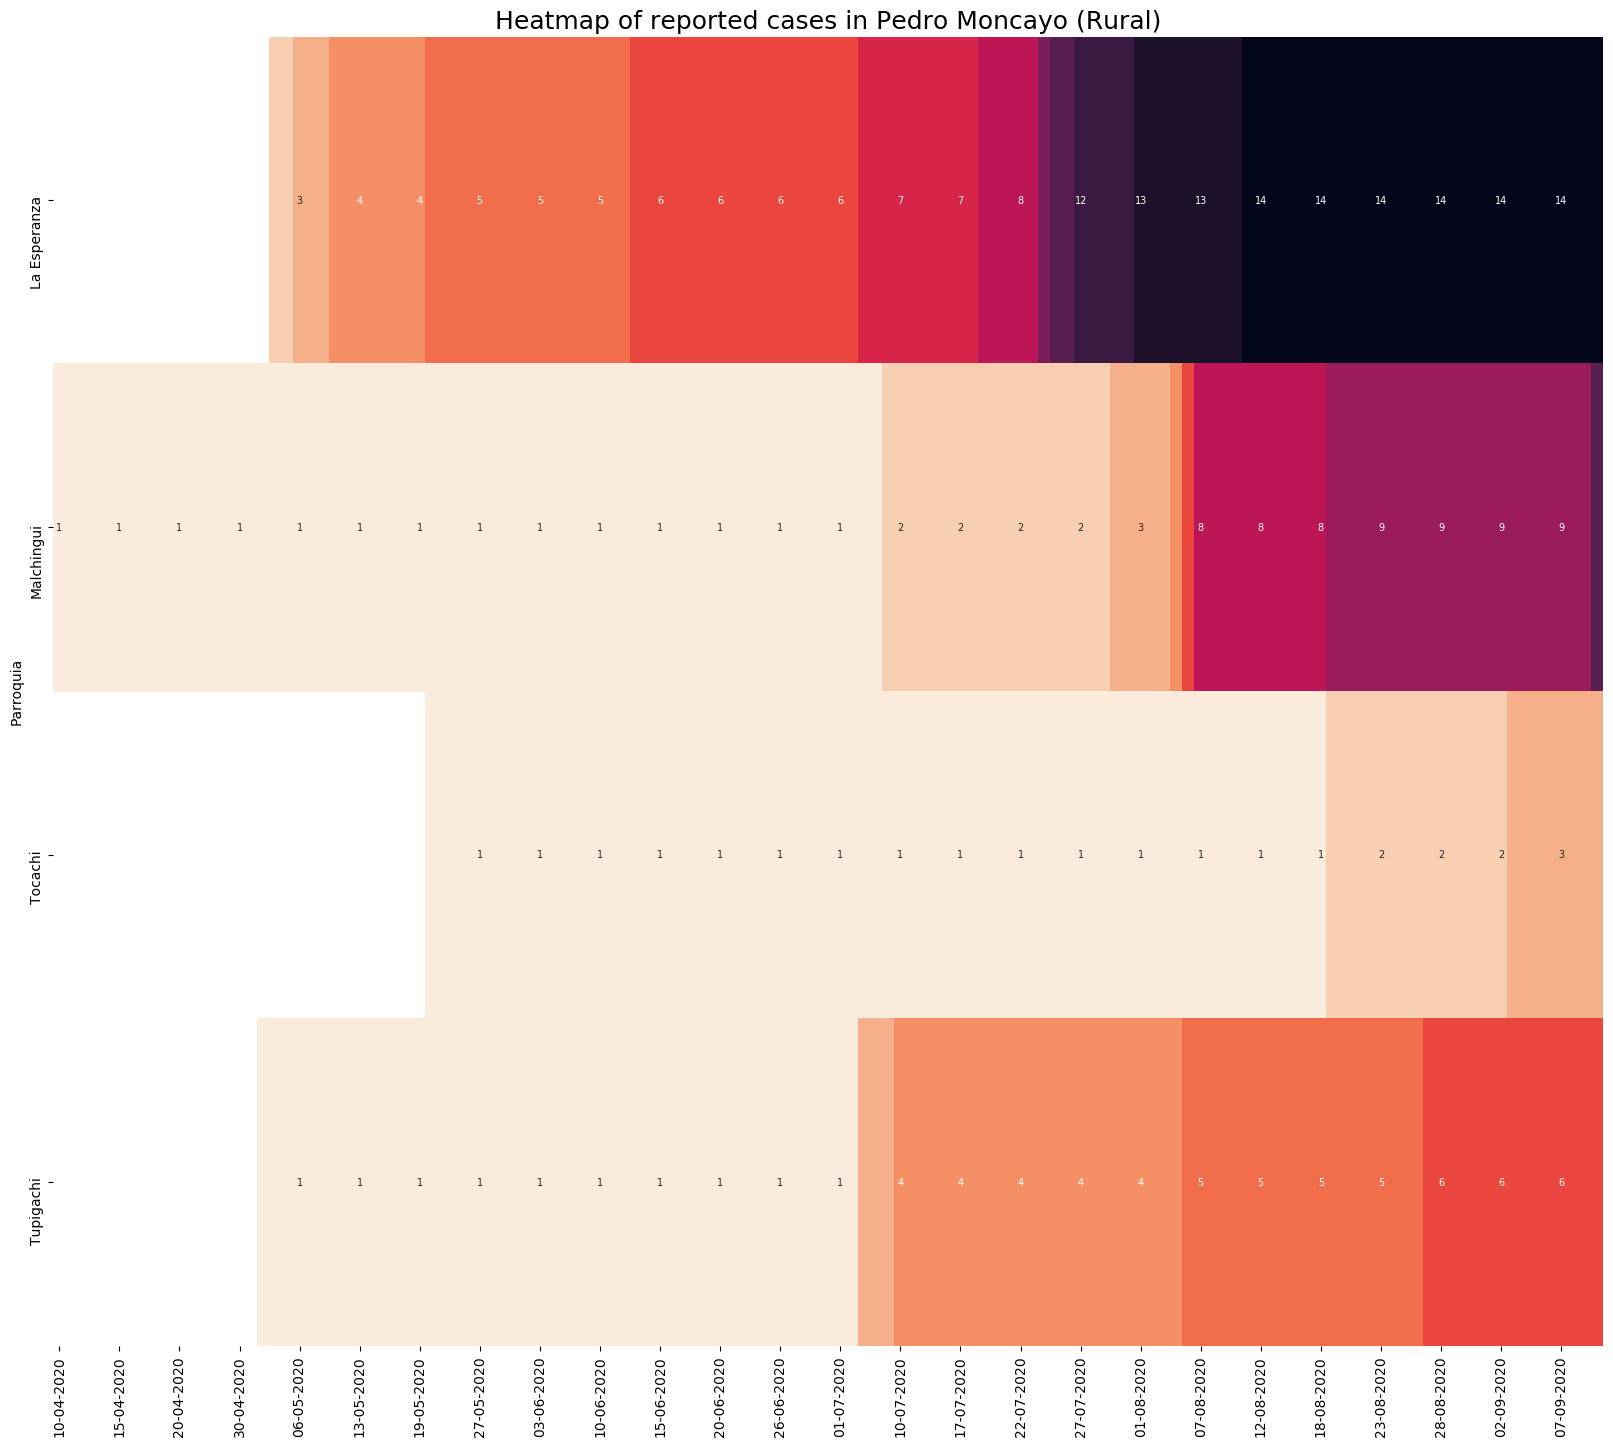 Heatmap of reported cases in Pedro Moncayo (Rural)
Parroquia
La Esperanza
3 4 4 5 5 5 6 6 6 6 7 7 8 12 13 13 14 14 14 14 14 14
Malchingui
1 1 1 1 1 1 1 1 1 1 1 1 1 1 2 2 2 2 3 8 8 8 9 9 9 9
Tocachi
1 1 1 1 1 1 1 1 1 1 1 1 1 1 1 2 2 2 3
Tupigachi
1 1 1 1 1 1 1 1 1 1 4 4 4 4 4 5 5 5 5 6 6 6
10-04-2020 15-04-2020 20-04-2020 30-04-2020 06-05-2020 13-05-2020 19-05-2020 27-05-2020 03-06-2020 10-06-2020 15-06-2020 20-06-2020 26-06-2020 01-07-2020 10-07-2020 17-07-2020 22-07-2020 27-07-2020 01-08-2020 07-08-2020 12-08-2020 18-08-2020 23-08-2020 28-08-2020 02-09-2020 07-09-2020